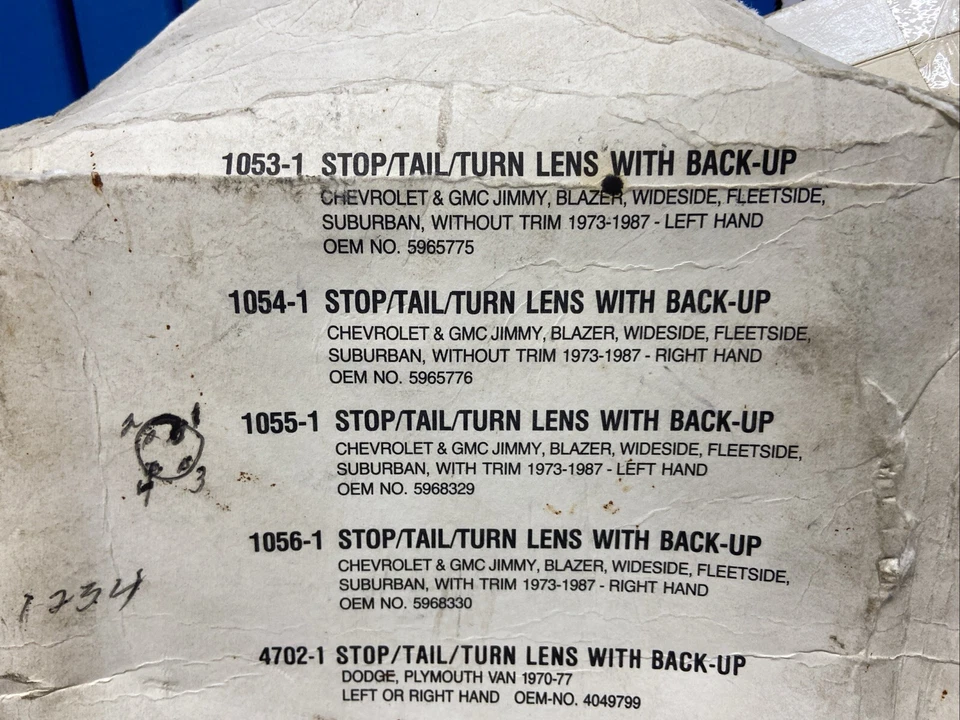 1053-1 STOP/TAIL/TURN LENS WITH BACK-UP
CHEVROLET & GMC JIMMY, BLAZER, WIDESIDE, FLEETSIDE,
SUBURBAN, WITHOUT TRIM 1973-1987 - LEFT HAND
OEM NO. 5965775
1054-1 STOP/TAIL/TURN LENS WITH BACK-UP
CHEVROLET & GMC JIMMY, BLAZER, WIDESIDE, FLEETSIDE,
SUBURBAN, WITHOUT TRIM 1973-1987 - RIGHT HAND
OEM NO. 5965776
2 1
4 3
1055-1 STOP/TAIL/TURN LENS WITH BACK-UP
CHEVROLET & GMC JIMMY, BLAZER, WIDESIDE, FLEETSIDE,
SUBURBAN, WITH TRIM 1973-1987 - LEFT HAND
OEM NO. 5968329
1056-1 STOP/TAIL/TURN LENS WITH BACK-UP
CHEVROLET & GMC JIMMY, BLAZER, WIDESIDE, FLEETSIDE,
SUBURBAN, WITH TRIM 1973-1987 - RIGHT HAND
OEM NO. 5968330
1234
4702-1 STOP/TAIL/TURN LENS WITH BACK-UP
DODGE, PLYMOUTH VAN 1970-77
LEFT OR RIGHT HAND OEM-NO. 4049799